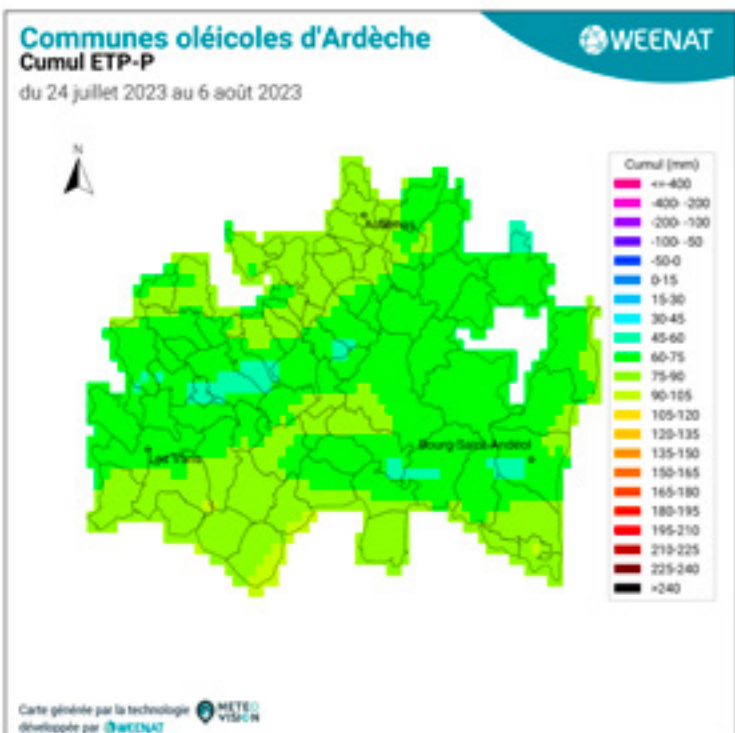 Communes oléicoles d'Ardèche
WEENAT
Cumul ETP-P
du 24 juillet 2023 au 6 août 2023
N
Cumul (mm)
<=-400
-400- -200
-200- -100
-100- -50
-50-0
0-15
15-30
30-45
45-60
60-75
75-90
90-105
105-120
120-135
135-150
150-165
165-180
180-195
195-210
210-225
225-240
>240
Aubenas
Bourg-Saint-Andéol
Les Vans
Carte générée par la technologie METEO
VISION
développée par WEENAT